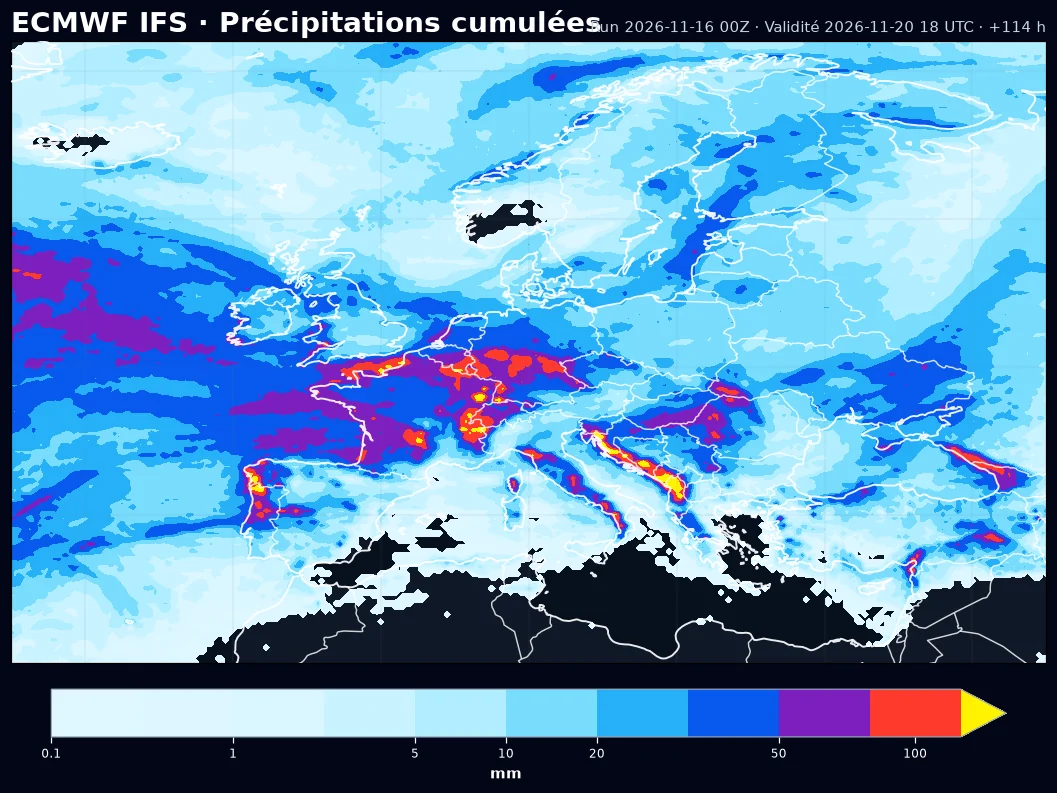 ECMWF IFS · Précipitations cumulées
Run 2026-11-16 00Z · Validité 2026-11-20 18 UTC · +114 h
0.1 1 5 10 20 50 100
mm